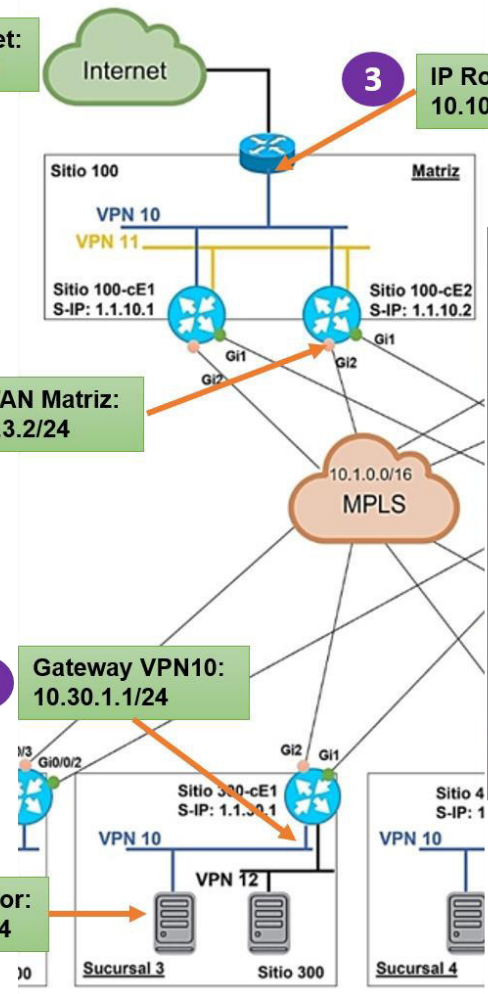 et:
Internet
3
IP Ro
10.10
Sitio 100
Matriz
VPN 10
VPN 11
Sitio 100-cE1
S-IP: 1.1.10.1
Sitio 100-cE2
S-IP: 1.1.10.2
Gi1
Gi2
Gi1
Gi2
AN Matriz:
.3.2/24
10.1.0.0/16
MPLS
Gateway VPN10:
10.30.1.1/24
0/3
Gi0/0/2
Gi2
Gi1
Sitio 300-cE1
S-IP: 1.1.30.1
Sitio 4
S-IP: 1
VPN 10
VPN 12
VPN 10
or:
4
00
Sucursal 3
Sitio 300
Sucursal 4